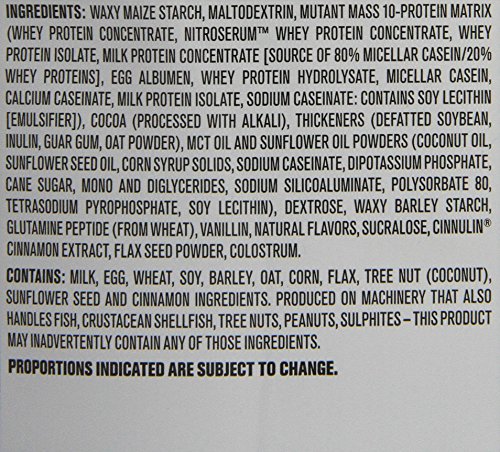 INGREDIENTS: WAXY MAIZE STARCH, MALTODEXTRIN, MUTANT MASS 10-PROTEIN MATRIX
(WHEY PROTEIN CONCENTRATE, NITROSERUM™ WHEY PROTEIN CONCENTRATE, WHEY
PROTEIN ISOLATE, MILK PROTEIN CONCENTRATE [SOURCE OF 80% MICELLAR CASEIN/20%
WHEY PROTEINS], EGG ALBUMEN, WHEY PROTEIN HYDROLYSATE, MICELLAR CASEIN,
CALCIUM CASEINATE, MILK PROTEIN ISOLATE, SODIUM CASEINATE: CONTAINS SOY LECITHIN
[EMULSIFIER]), COCOA (PROCESSED WITH ALKALI), THICKENERS (DEFATTED SOYBEAN,
INULIN, GUAR GUM, OAT POWDER), MCT OIL AND SUNFLOWER OIL POWDERS (COCONUT OIL,
SUNFLOWER SEED OIL, CORN SYRUP SOLIDS, SODIUM CASEINATE, DIPOTASSIUM PHOSPHATE,
CANE SUGAR, MONO AND DIGLYCERIDES, SODIUM SILICOALUMINATE, POLYSORBATE 80,
TETRASODIUM PYROPHOSPHATE, SOY LECITHIN), DEXTROSE, WAXY BARLEY STARCH,
GLUTAMINE PEPTIDE (FROM WHEAT), VANILLIN, NATURAL FLAVORS, SUCRALOSE, CINNULIN®
CINNAMON EXTRACT, FLAX SEED POWDER, COLOSTRUM.
CONTAINS: MILK, EGG, WHEAT, SOY, BARLEY, OAT, CORN, FLAX, TREE NUT (COCONUT),
SUNFLOWER SEED AND CINNAMON INGREDIENTS. PRODUCED ON MACHINERY THAT ALSO
HANDLES FISH, CRUSTACEAN SHELLFISH, TREE NUTS, PEANUTS, SULPHITES – THIS PRODUCT
MAY INADVERTENTLY CONTAIN ANY OF THOSE INGREDIENTS.
PROPORTIONS INDICATED ARE SUBJECT TO CHANGE.